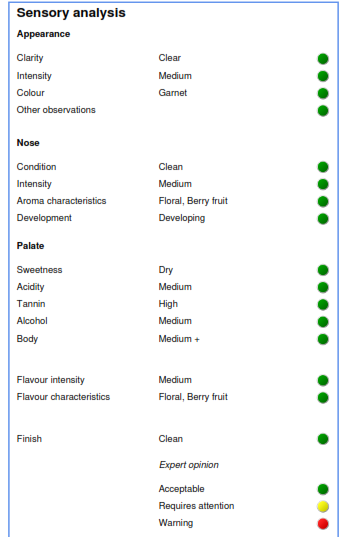 Sensory analysis
Appearance
Clarity Clear
Intensity Medium
Colour Garnet
Other observations
Nose
Condition Clean
Intensity Medium
Aroma characteristics Floral, Berry fruit
Development Developing
Palate
Sweetness Dry
Acidity Medium
Tannin High
Alcohol Medium
Body Medium +
Flavour intensity Medium
Flavour characteristics Floral, Berry fruit
Finish Clean
Expert opinion
Acceptable
Requires attention
Warning